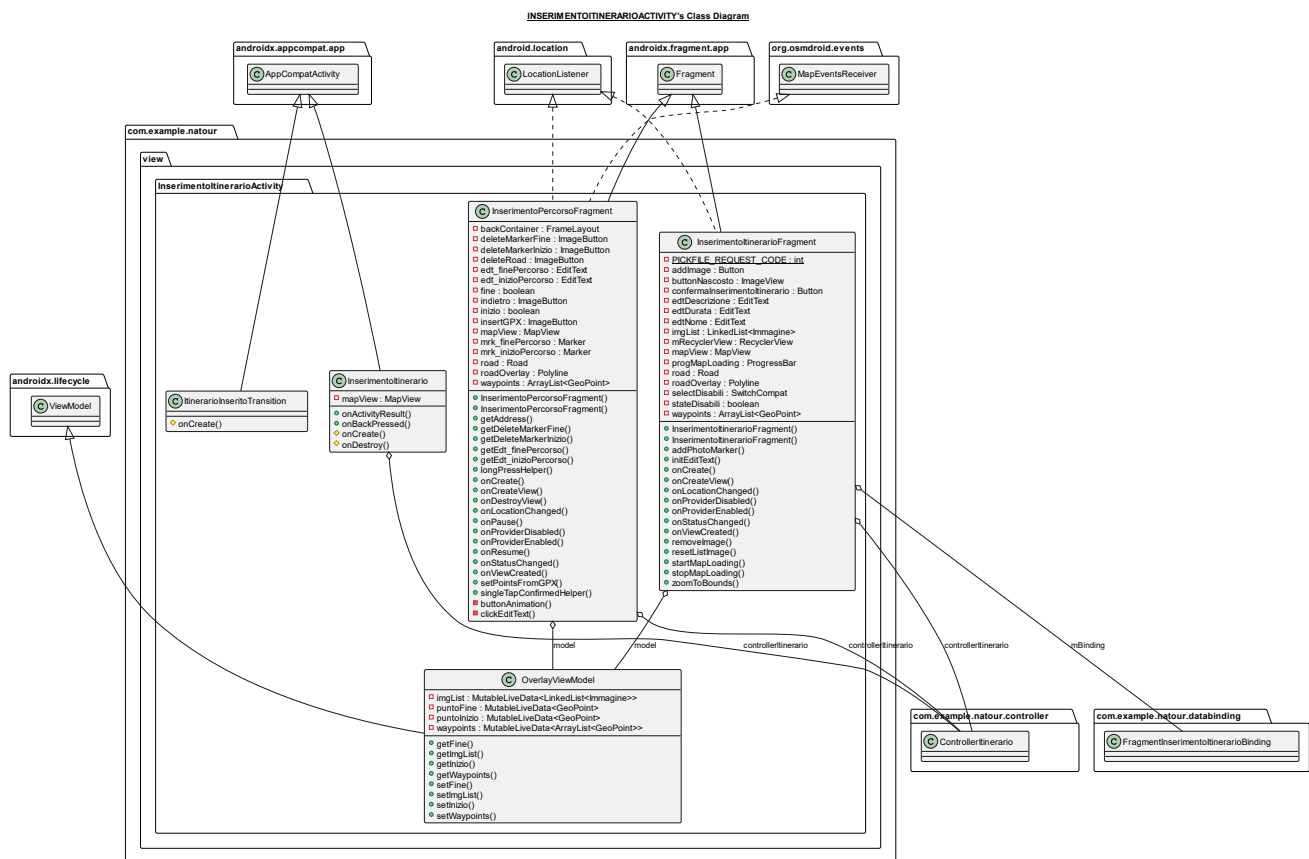 INSERIMENTOITINERARIOACTIVITY's Class Diagram
androidx.appcompat.app
C AppCompatActivity
android.location
C LocationListener
androidx.fragment.app
C Fragment
org.osmdroid.events
C MapEventsReceiver
com.example.natour
view
InserimentoItinerarioActivity
C InserimentoPercorsoFragment
backContainer : FrameLayout
deleteMarkerFine : ImageButton
deleteMarkerInizio : ImageButton
deleteRoad : ImageButton
edt_finePercorso : EditText
edt_inizioPercorso : EditText
fine : boolean
indietro : ImageButton
inizio : boolean
insertGPX : ImageButton
mapView : MapView
mrk_finePercorso : Marker
mrk_inizioPercorso : Marker
road : Road
roadOverlay : Polyline
waypoints : ArrayList<GeoPoint>
InserimentoPercorsoFragment()
InserimentoPercorsoFragment()
getAddress()
getDeleteMarkerFine()
getDeleteMarkerInizio()
getEdt_finePercorso()
getEdt_inizioPercorso()
longPressHelper()
onCreate()
onCreateView()
onDestroyView()
onLocationChanged()
onPause()
onProviderDisabled()
onProviderEnabled()
onResume()
onStatusChanged()
onViewCreated()
setPointsFromGPX()
singleTapConfirmedHelper()
buttonAnimation()
clickEditText()
C InserimentoItinerarioFragment
PICKFILE_REQUEST_CODE : int
addImage : Button
buttonNascosto : ImageView
confermaInserimentoItinerario : Button
edtDescrizione : EditText
edtDurata : EditText
edtNome : EditText
imgList : LinkedList<Immagine>
mRecyclerView : RecyclerView
mapView : MapView
progMapLoading : ProgressBar
road : Road
roadOverlay : Polyline
selectDisabili : SwitchCompat
stateDisabili : boolean
waypoints : ArrayList<GeoPoint>
InserimentoItinerarioFragment()
InserimentoItinerarioFragment()
addPhotoMarker()
initEditText()
onCreate()
onCreateView()
onLocationChanged()
onProviderDisabled()
onProviderEnabled()
onStatusChanged()
onViewCreated()
removeImage()
resetListImage()
startMapLoading()
stopMapLoading()
zoomToBounds()
androidx.lifecycle
C ViewModel
C ItinerarioInseritoTransition
onCreate()
C InserimentoItinerario
mapView : MapView
onActivityResult()
onBackPressed()
onCreate()
onDestroy()
model
model
controllerItinerario
controllerItinerario
controllerItinerario
mBinding
C OverlayViewModel
imgList : MutableLiveData<LinkedList<Immagine>>
puntoFine : MutableLiveData<GeoPoint>
puntoInizio : MutableLiveData<GeoPoint>
waypoints : MutableLiveData<ArrayList<GeoPoint>>
getFine()
getImgList()
getInizio()
getWaypoints()
setFine()
setImgList()
setInizio()
setWaypoints()
com.example.natour.controller
C ControllerItinerario
com.example.natour.databinding
C FragmentInserimentoItinerarioBinding